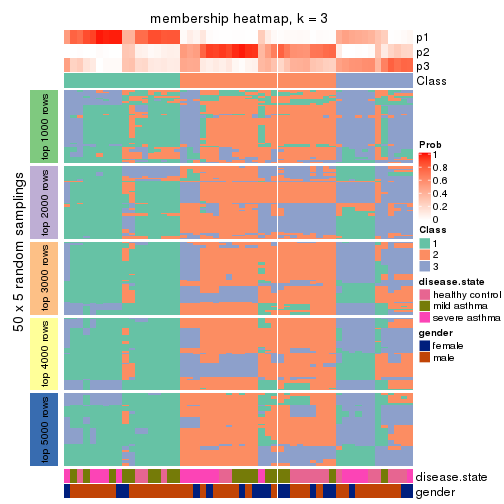 membership heatmap, k = 3
p1
p2
p3
Class
50 x 5 random samplings
top 1000 rows
top 2000 rows
top 3000 rows
top 4000 rows
top 5000 rows
Prob
1
0.8
0.6
0.4
0.2
0
Class
1
2
3
disease.state
healthy control
mild asthma
severe asthma
gender
female
male
disease.state
gender